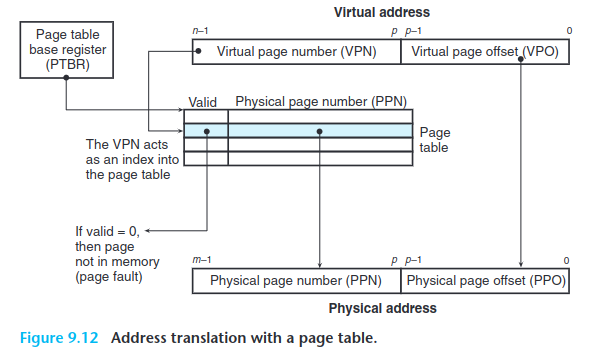 Virtual address
Page table
base register
(PTBR)
n–1
p p–1
0
Virtual page number (VPN)
Virtual page offset (VPO)
Valid
Physical page number (PPN)
The VPN acts
as an index into
the page table
Page
table
If valid = 0,
then page
not in memory
(page fault)
m–1
p p–1
0
Physical page number (PPN)
Physical page offset (PPO)
Physical address
Figure 9.12 Address translation with a page table.